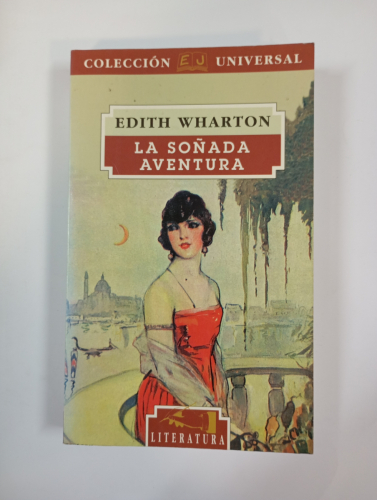 COLECCIÓN EJ UNIVERSAL
EDITH WHARTON
LA SOÑADA
AVENTURA
LITERATURA